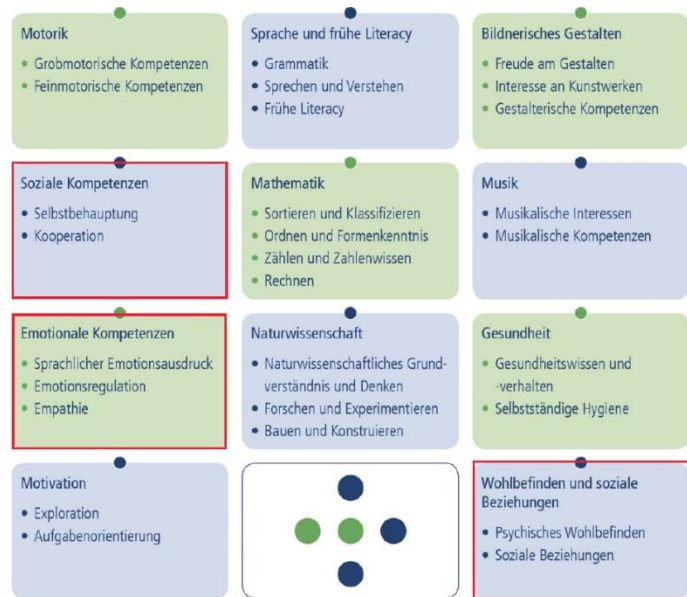 Motorik
• Grobmotorische Kompetenzen
• Feinmotorische Kompetenzen
Sprache und frühe Literacy
• Grammatik
• Sprechen und Verstehen
• Frühe Literacy
Bildnerisches Gestalten
• Freude am Gestalten
• Interesse an Kunstwerken
• Gestalterische Kompetenzen
Soziale Kompetenzen
• Selbstbehauptung
• Kooperation
Mathematik
• Sortieren und Klassifizieren
• Ordnen und Formenkenntnis
• Zählen und Zahlenwissen
• Rechnen
Musik
• Musikalische Interessen
• Musikalische Kompetenzen
Emotionale Kompetenzen
• Sprachlicher Emotionsausdruck
• Emotionsregulation
• Empathie
Naturwissenschaft
• Naturwissenschaftliches Grund-
verständnis und Denken
• Forschen und Experimentieren
• Bauen und Konstruieren
Gesundheit
• Gesundheitswissen und
-verhalten
• Selbstständige Hygiene
Motivation
• Exploration
• Aufgabenorientierung
Wohlbefinden und soziale
Beziehungen
• Psychisches Wohlbefinden
• Soziale Beziehungen